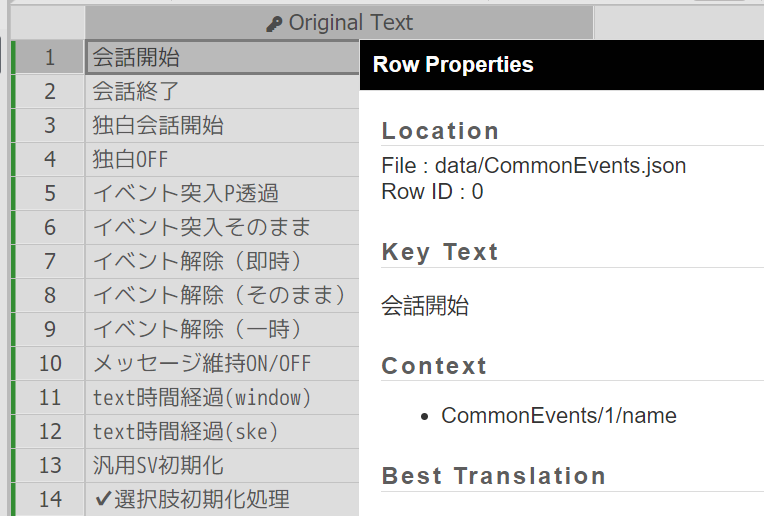 Original Text
1 会話開始
2 会話終了
3 独白会話開始
4 独白OFF
5 イベント突入P透過
6 イベント突入そのまま
7 イベント解除（即時）
8 イベント解除（そのまま）
9 イベント解除（一時）
10 メッセージ維持ON/OFF
11 text時間経過(window)
12 text時間経過(ske)
13 汎用SV初期化
14 ✓選択肢初期化処理
Row Properties
Location
File : data/CommonEvents.json
Row ID : 0
Key Text
会話開始
Context
• CommonEvents/1/name
Best Translation